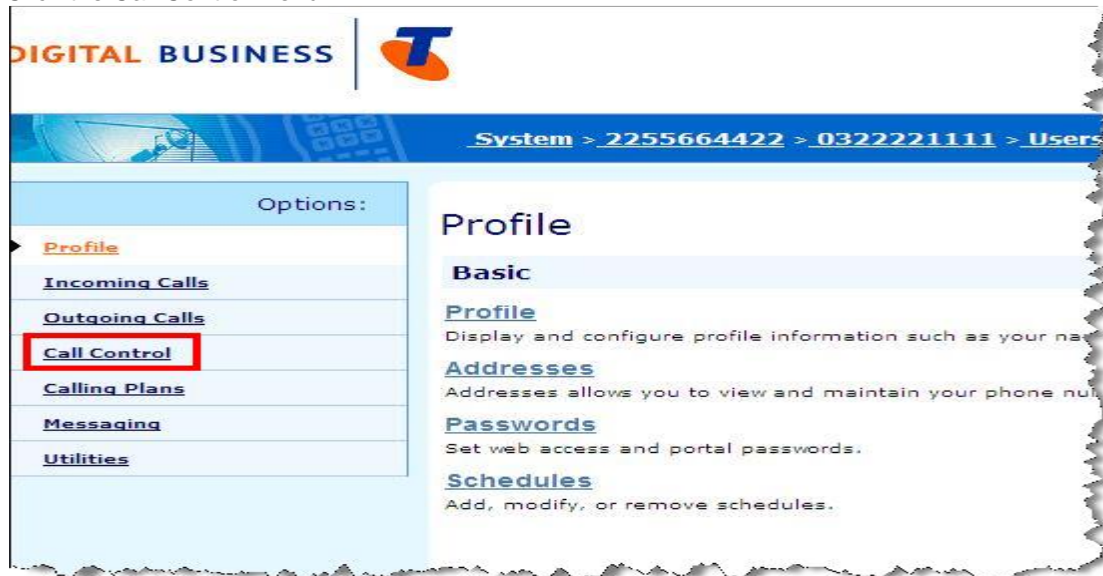 DIGITAL BUSINESS
System > 2255664422 > 0322221111 > Users
Options:
Profile
Incoming Calls
Outgoing Calls
Call Control
Calling Plans
Messaging
Utilities
Profile
Basic
Profile
Display and configure profile information such as your
Addresses
Addresses allows you to view and maintain your phone
Passwords
Set web access and portal passwords.
Schedules
Add, modify, or remove schedules.